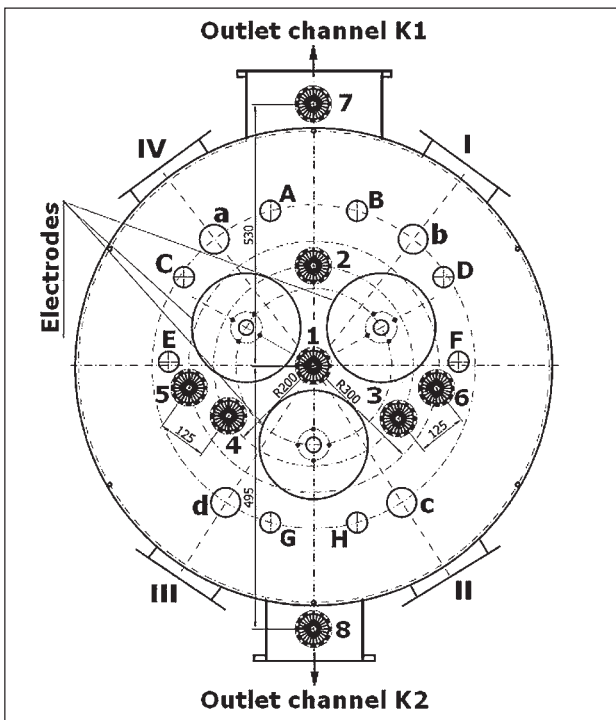 Outlet channel K1
7
IV
I
A
B
a
b
530
C
2
D
Electrodes
E
1
F
R200
R300
5
3
6
4
125
125
495
d
c
G
H
III
II
8
Outlet channel K2